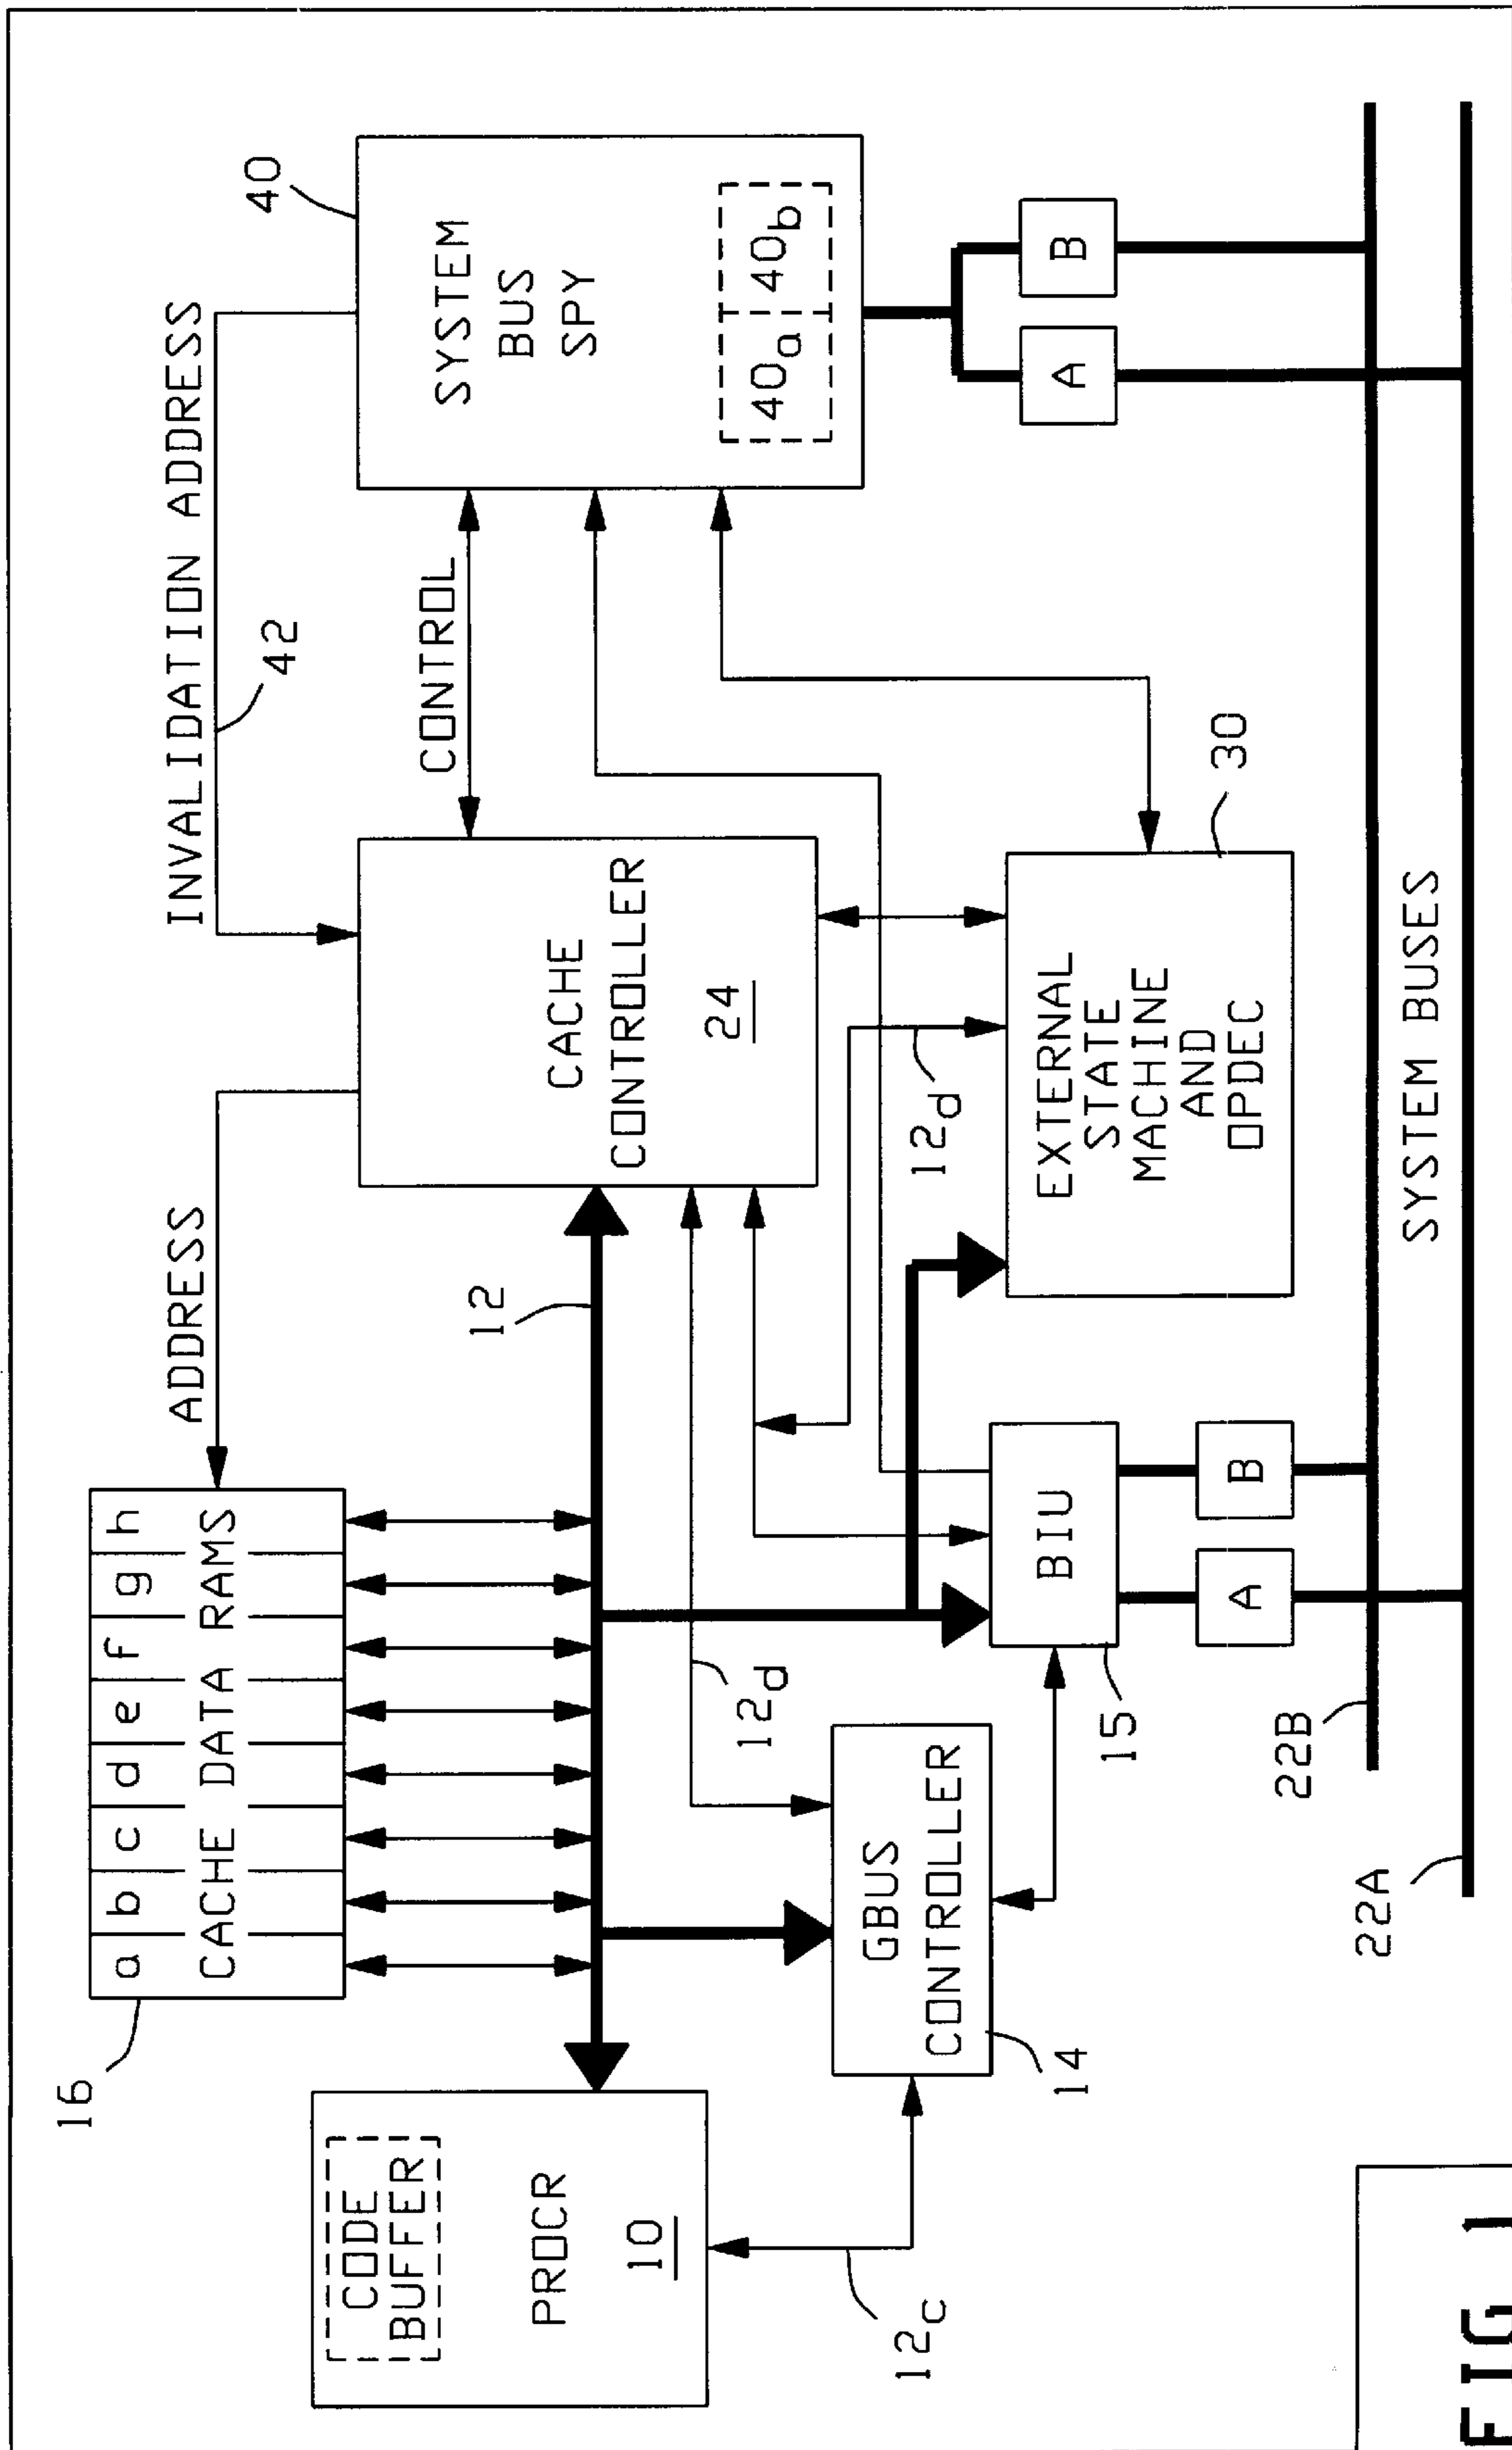 16
a b c d e f g h
CACHE DATA RAMS
ADDRESS
INVALIDATION ADDRESS
42
40
CODE
BUFFER
PROCR
10
12
CACHE
CONTROLLER
24
CONTROL
SYSTEM
BUS
SPY
40a 40b
12c
GBUS
CONTROLLER
14
12d
BIU
15
12d
EXTERNAL
STATE
MACHINE
AND
OPDEC
30
A
B
A
B
22B
SYSTEM BUSES
22A
FIG 1